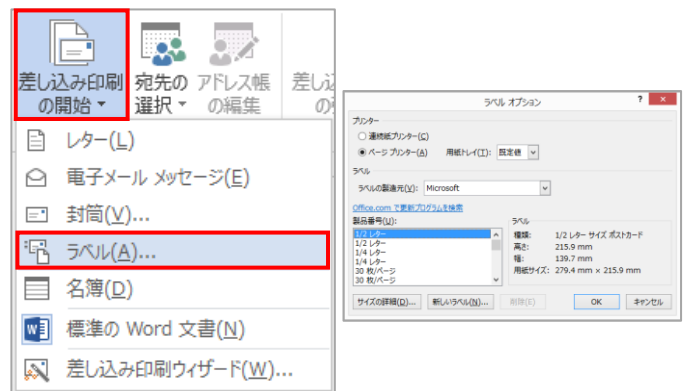 差し込み印刷
の開始
宛先の
選択
アドレス帳
の編集
差し込
の
レター(L)
電子メール メッセージ(E)
封筒(V)...
ラベル(A)...
名簿(D)
標準の Word 文書(N)
差し込み印刷ウィザード(W)...
ラベル オプション
? ×
プリンター
連続紙プリンター(C)
ページ プリンター(A) 用紙トレイ(T): 既定値
ラベル
ラベルの製造元(V): Microsoft
Office.com で更新プログラムを検索
製品番号(U):
1/2 レター
1/2 レター
1/4 レター
1/4 レター
30 枚/ページ
30 枚/ページ
ラベル
種類: 1/2 レター サイズ ポストカード
高さ: 215.9 mm
幅: 139.7 mm
用紙サイズ: 279.4 mm × 215.9 mm
サイズの詳細(D)... 新しいラベル(N)... 削除(E) OK キャンセル